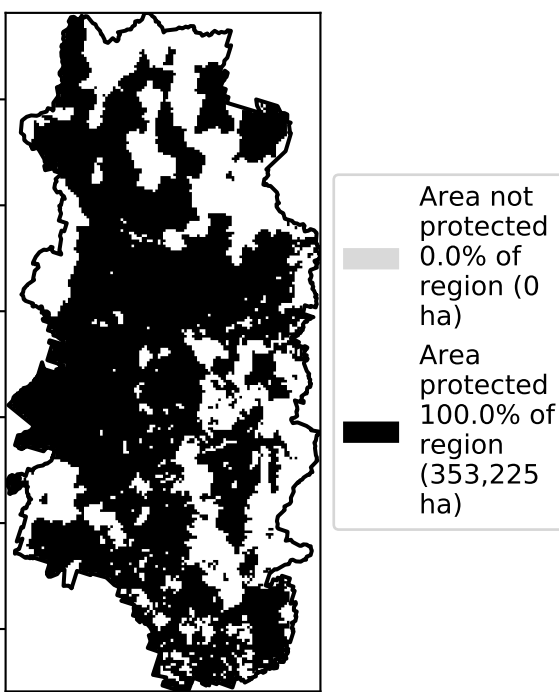 Area not
protected
0.0% of
region (0
ha)
Area
protected
100.0% of
region
(353,225
ha)